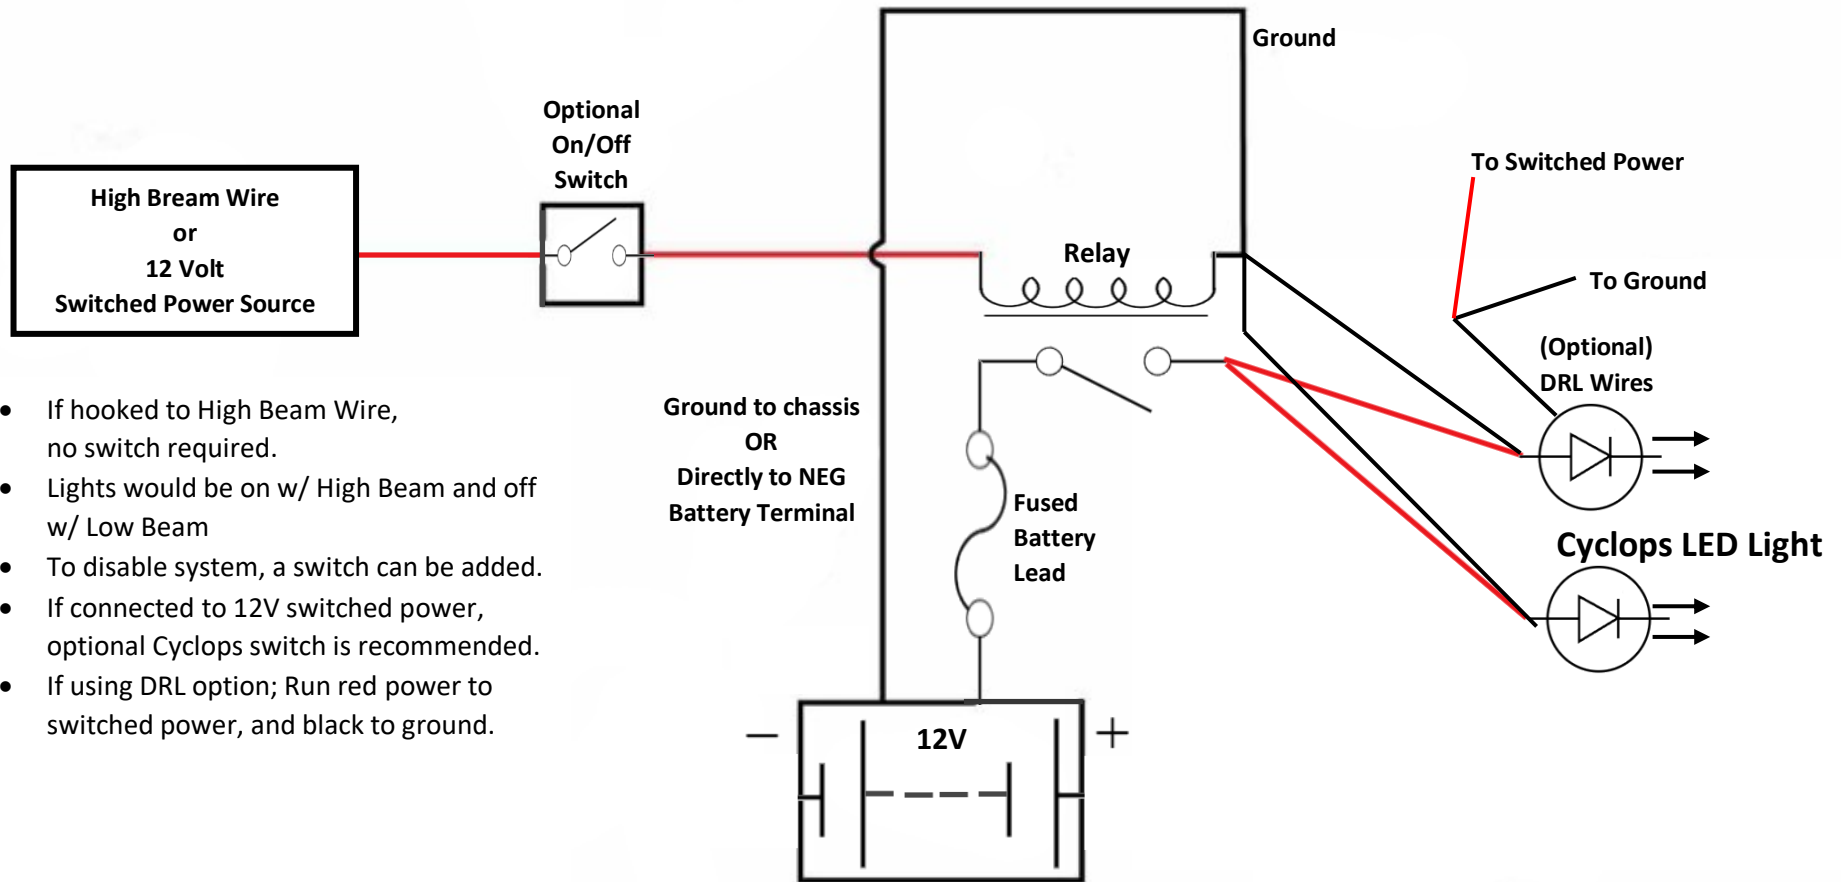 Ground
Optional
On/Off
Switch
To Switched Power
High Bream Wire
or
12 Volt
Switched Power Source
Relay
To Ground
(Optional)
DRL Wires
• If hooked to High Beam Wire,
no switch required.
• Lights would be on w/ High Beam and off
w/ Low Beam
• To disable system, a switch can be added.
• If connected to 12V switched power,
optional Cyclops switch is recommended.
• If using DRL option; Run red power to
switched power, and black to ground.
Ground to chassis
OR
Directly to NEG
Battery Terminal
Fused
Battery
Lead
Cyclops LED Light
− 12V +